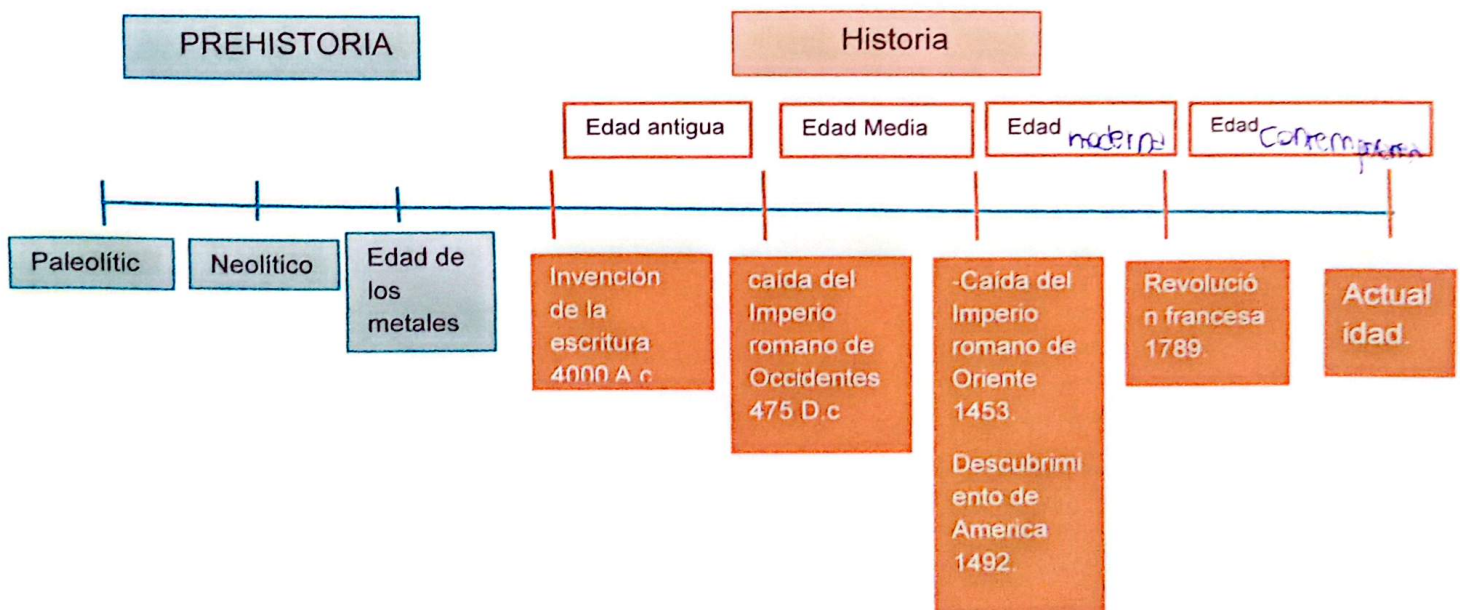 PREHISTORIA
Historia
Edad antigua
Edad Media
Edad moderna
Edad contemporanea
Paleolític
Neolítico
Edad de
los
metales
Invención
de la
escritura
4000 A.c
caída del
Imperio
romano de
Occidentes
475 D.c
-Caída del
Imperio
romano de
Oriente
1453.
Descubrimi
ento de
America
1492.
Revolució
n francesa
1789.
Actual
idad.